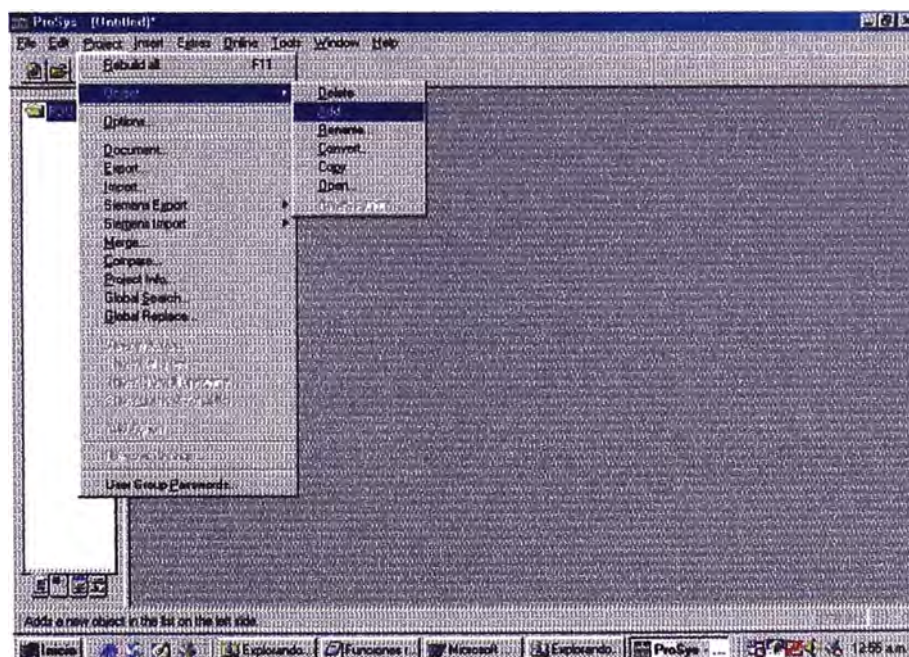 ProSys - (Untitled)*
File Edit Project Insert Extras Online Tools Window Help
Rebuild all F11
Object
Options...
Document...
Export...
Import...
Siemens Export
Siemens Import
Merge...
Compare...
Project Info...
Global Search...
Global Replace...
User Group Passwords...
Delete
Add...
Rename...
Convert...
Copy
Open...
POUs
Adds a new object in the list on the left side.
Inicio Explorando... Funciones Microsoft... Explorando... ProSys - ... 12:55 a.m.